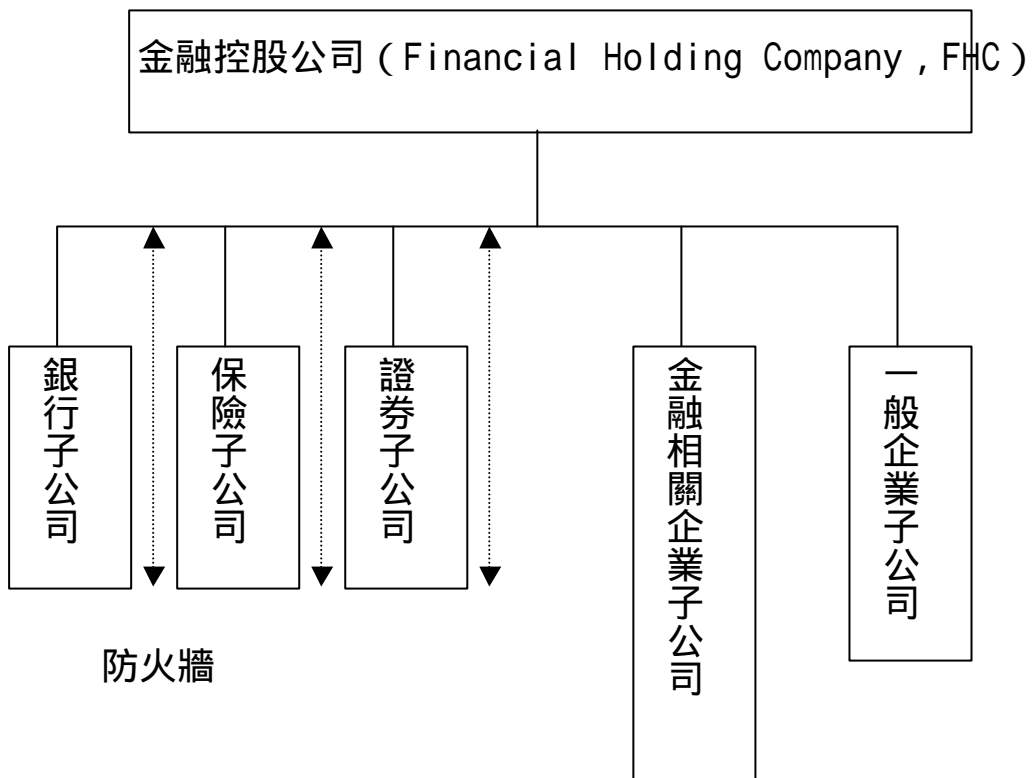 金融控股公司（Financial Holding Company，FHC）
銀行子公司
保險子公司
證券子公司
金融相關企業子公司
一般企業子公司
防火牆